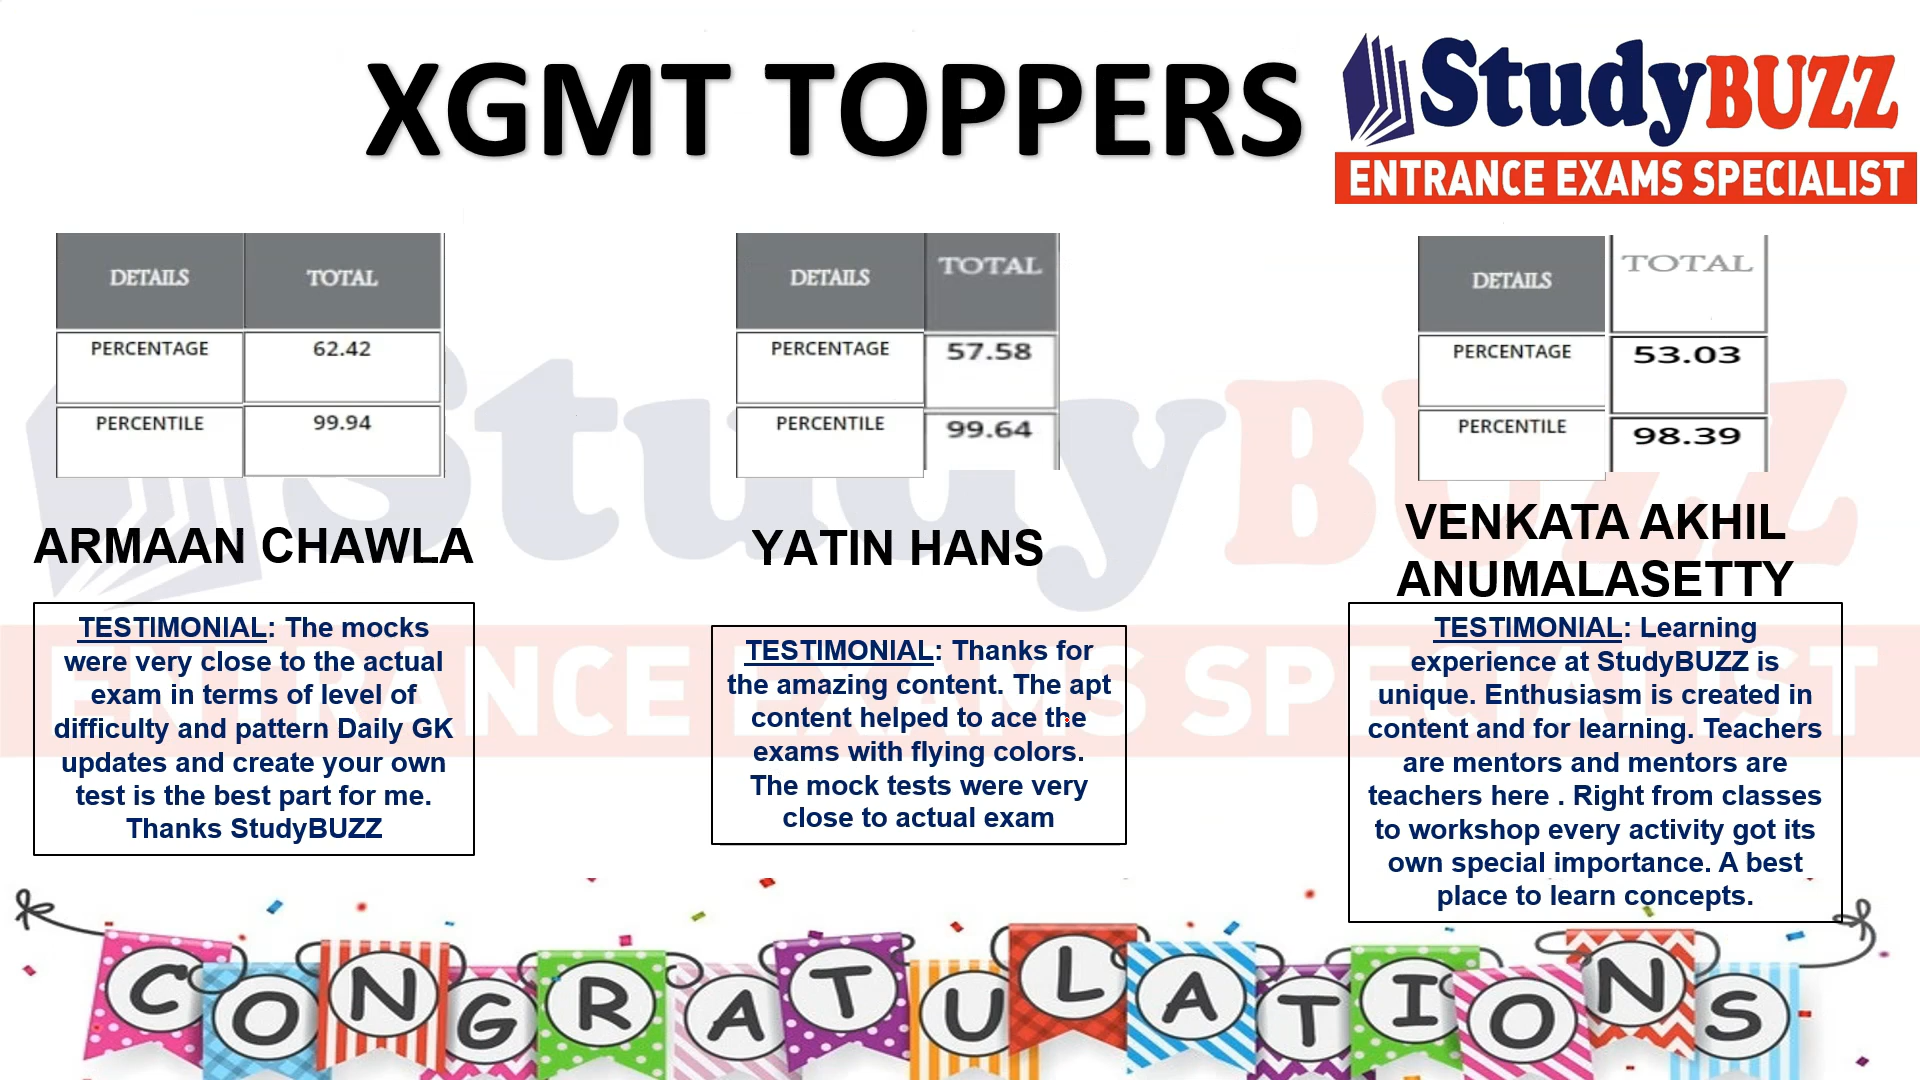 XGMT TOPPERS
StudyBUZZ
ENTRANCE EXAMS SPECIALIST
DETAILS TOTAL
PERCENTAGE 62.42
PERCENTILE 99.94
ARMAAN CHAWLA
TESTIMONIAL: The mocks
were very close to the actual
exam in terms of level of
difficulty and pattern Daily GK
updates and create your own
test is the best part for me.
Thanks StudyBUZZ
DETAILS TOTAL
PERCENTAGE 57.58
PERCENTILE 99.64
YATIN HANS
TESTIMONIAL: Thanks for
the amazing content. The apt
content helped to ace the
exams with flying colors.
The mock tests were very
close to actual exam
DETAILS TOTAL
PERCENTAGE 53.03
PERCENTILE 98.39
VENKATA AKHIL
ANUMALASETTY
TESTIMONIAL: Learning
experience at StudyBUZZ is
unique. Enthusiasm is created in
content and for learning. Teachers
are mentors and mentors are
teachers here . Right from classes
to workshop every activity got its
own special importance. A best
place to learn concepts.
StudyBUZZ
ENTRANCE EXAMS SPECIALIST
CONGRATULATIONS